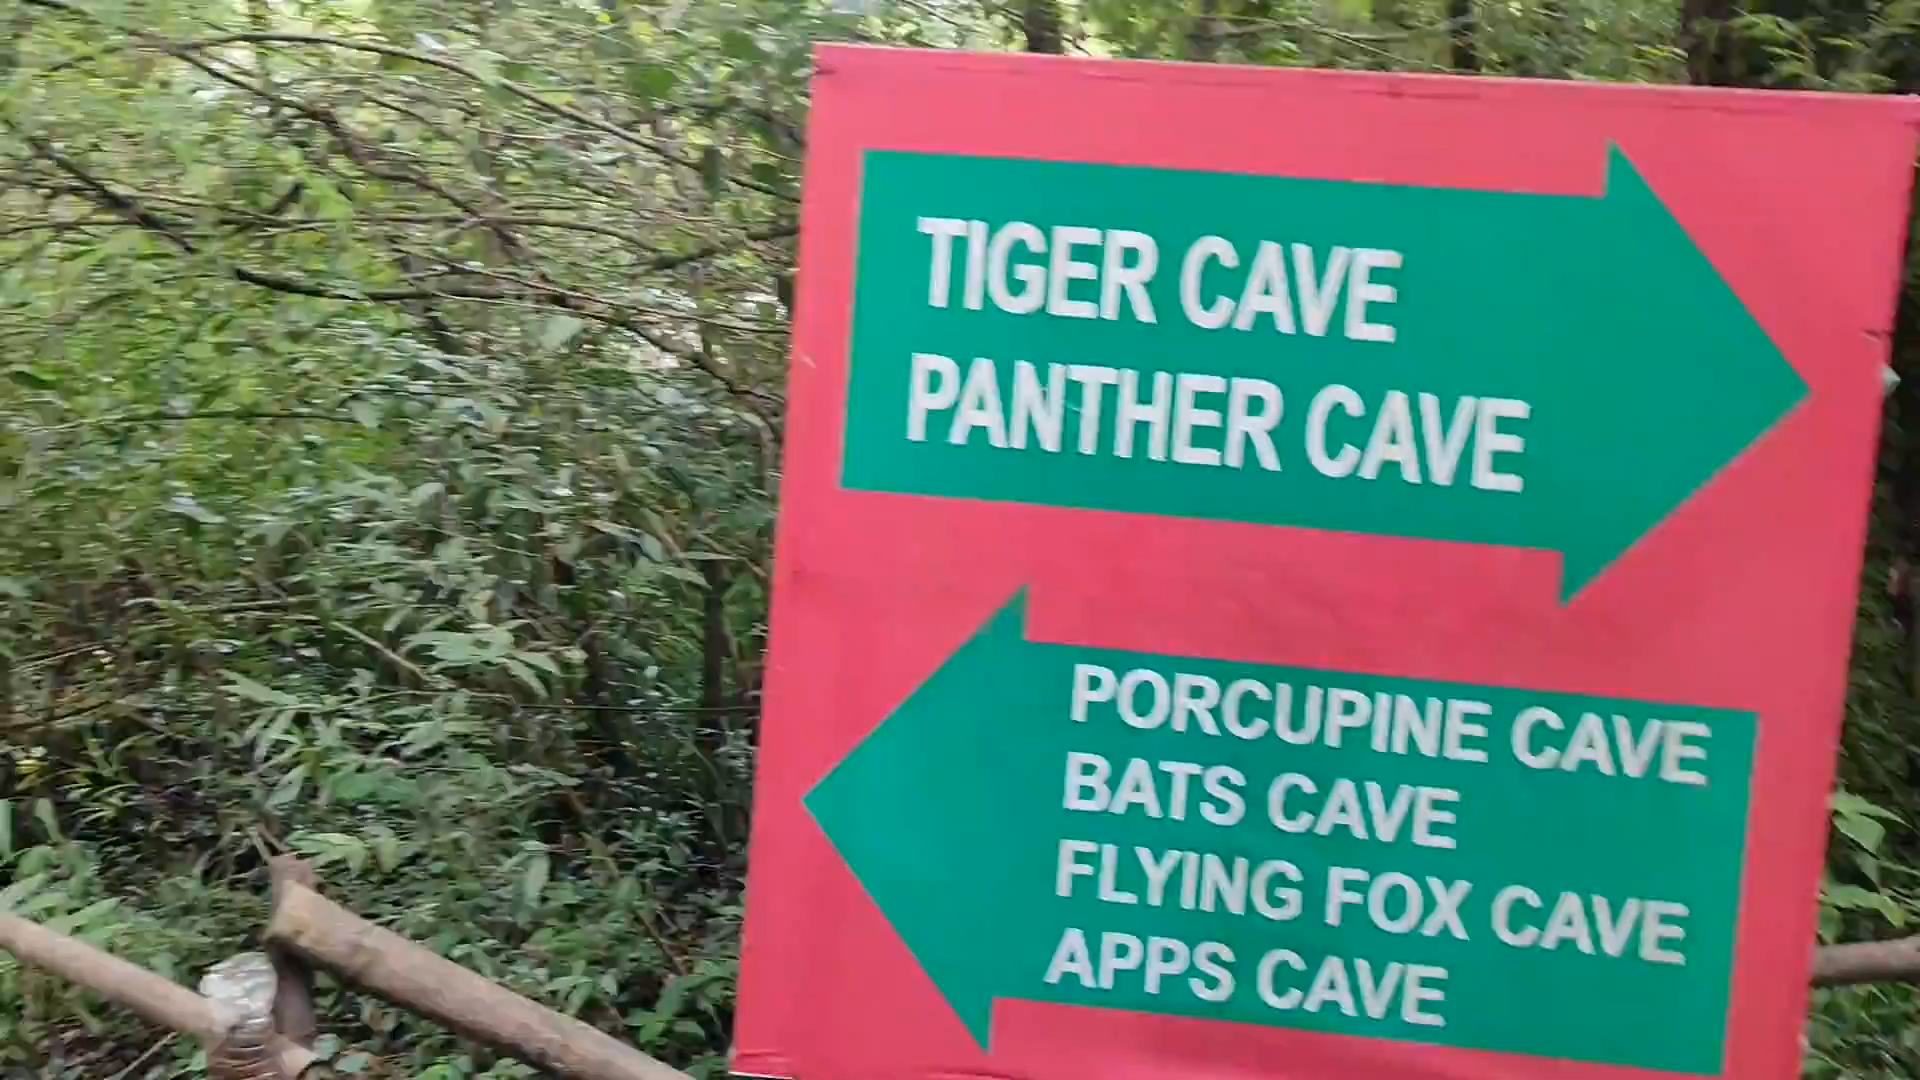 TIGER CAVE
PANTHER CAVE
PORCUPINE CAVE
BATS CAVE
FLYING FOX CAVE
APPS CAVE